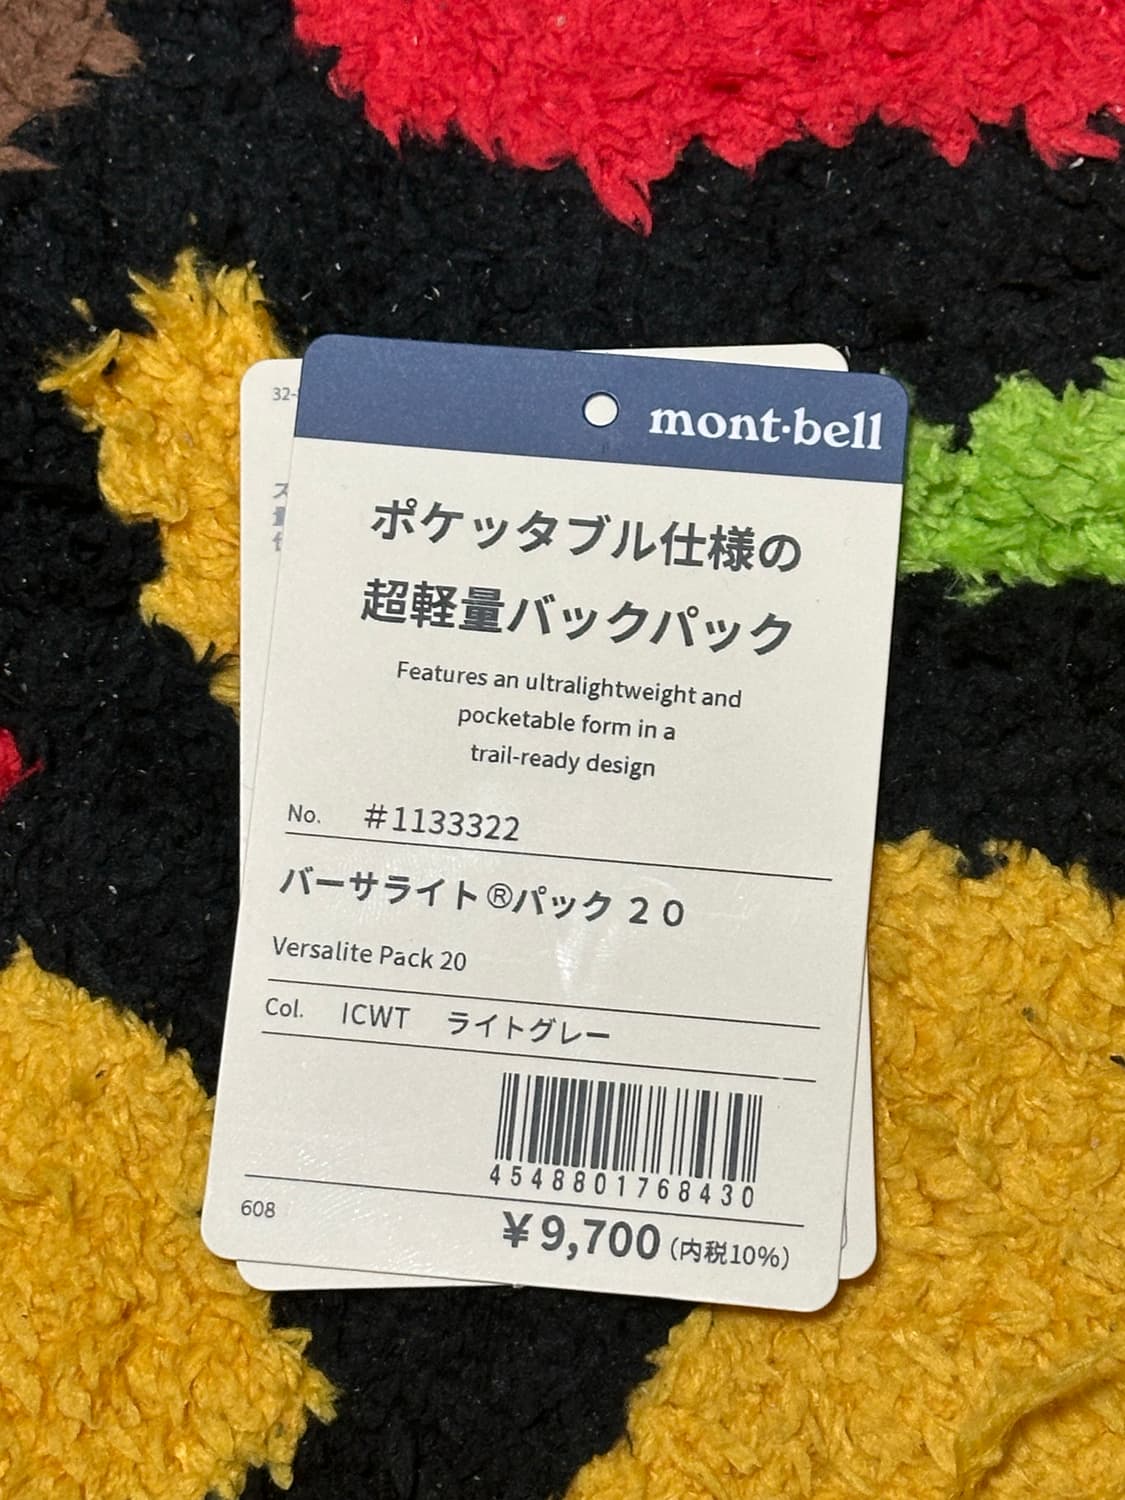 mont·bell
32-
ポケッタブル仕様の
超軽量バックパック
Features an ultralightweight and
pocketable form in a
trail-ready design
No. #1133322
バーサライト®パック 20
Versalite Pack 20
Col. ICWT ライトグレー
4548801768430
608
¥9,700(内税10%)